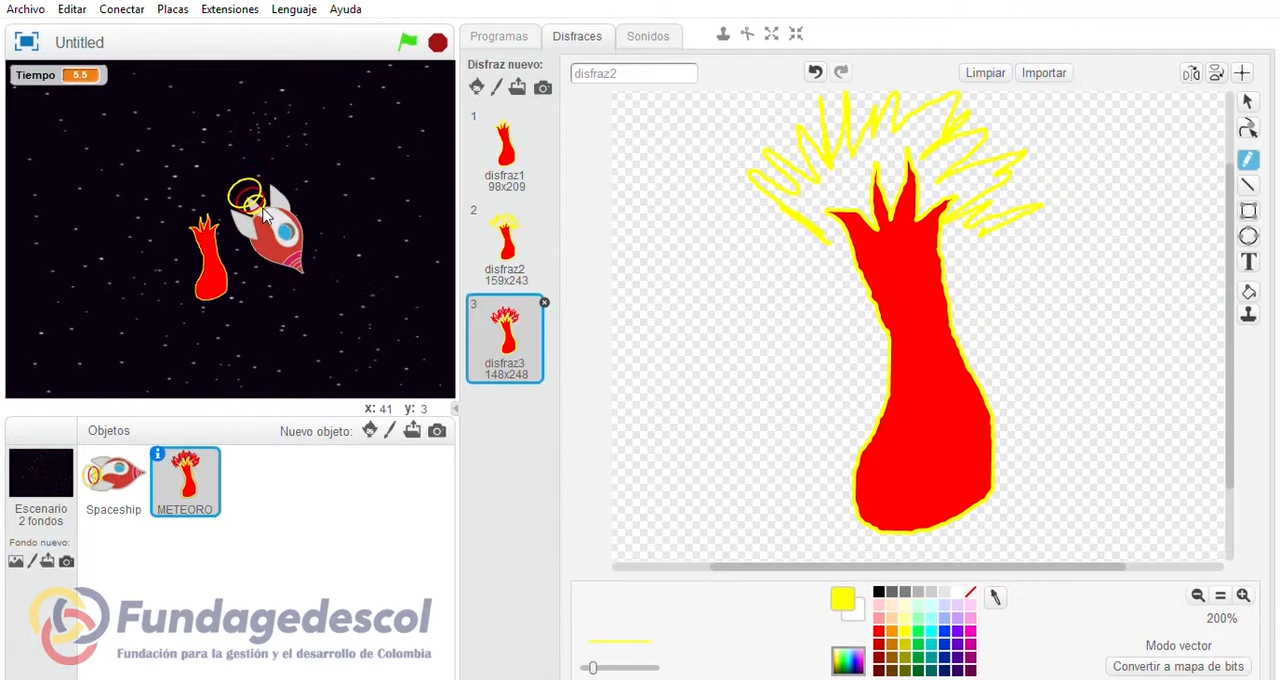 Archivo Editar Conectar Placas Extensiones Lenguaje Ayuda
Untitled
Programas Disfraces Sonidos
Tiempo 5.5
Disfraz nuevo:
disfraz2
Limpiar Importar
1
disfraz1
98x209
2
disfraz2
159x243
3
disfraz3
148x248
x: 41 y: 3
Objetos Nuevo objeto:
Escenario
2 fondos
Fondo nuevo:
Spaceship
i
METEORO
T
Fundagedescol
Fundación para la gestión y el desarrollo de Colombia
200%
Modo vector
Convertir a mapa de bits